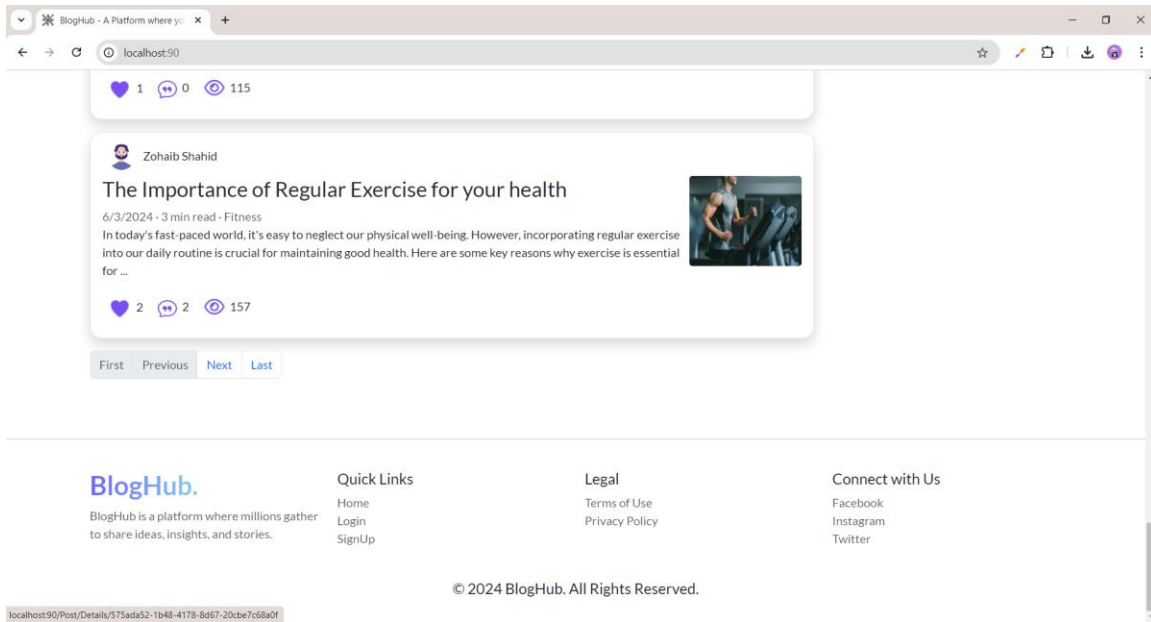 BlogHub - A Platform where yo
localhost:90
1 0 115
Zohaib Shahid
The Importance of Regular Exercise for your health
6/3/2024 · 3 min read · Fitness
In today's fast-paced world, it's easy to neglect our physical well-being. However, incorporating regular exercise
into our daily routine is crucial for maintaining good health. Here are some key reasons why exercise is essential
for ...
2 2 157
First Previous Next Last
BlogHub.
BlogHub is a platform where millions gather
to share ideas, insights, and stories.
Quick Links
Home
Login
SignUp
Legal
Terms of Use
Privacy Policy
Connect with Us
Facebook
Instagram
Twitter
© 2024 BlogHub. All Rights Reserved.
localhost:90/Post/Details/575ada52-1b48-4178-8d67-20cbe7c68a0f